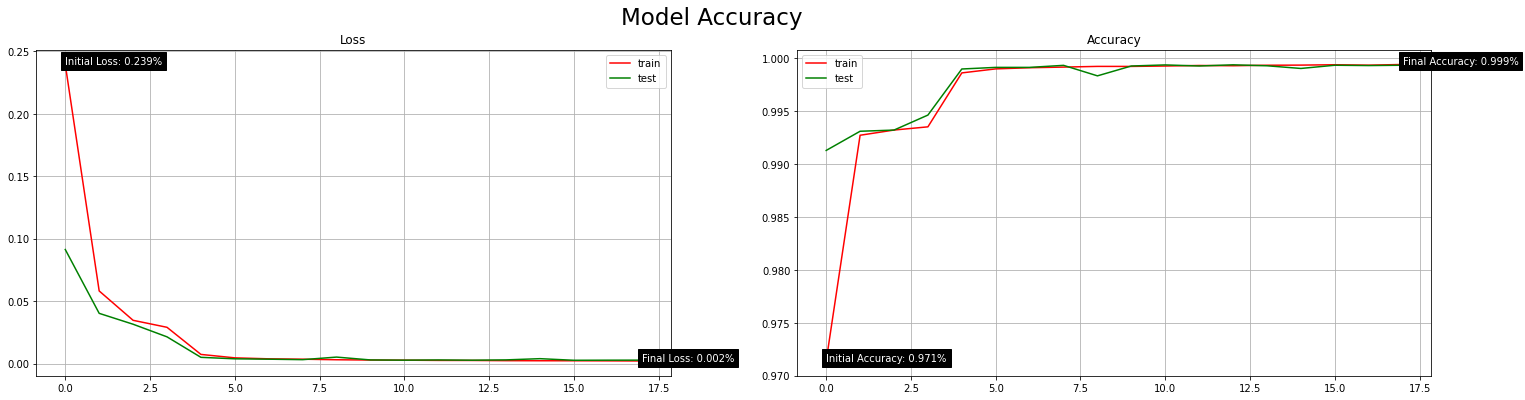 Model Accuracy
Loss
0.25
0.20
0.15
0.10
0.05
0.00
Initial Loss: 0.239%
train
test
Final Loss: 0.002%
0.0 2.5 5.0 7.5 10.0 12.5 15.0 17.5
Accuracy
1.000
0.995
0.990
0.985
0.980
0.975
0.970
train
test
Final Accuracy: 0.999%
Initial Accuracy: 0.971%
0.0 2.5 5.0 7.5 10.0 12.5 15.0 17.5